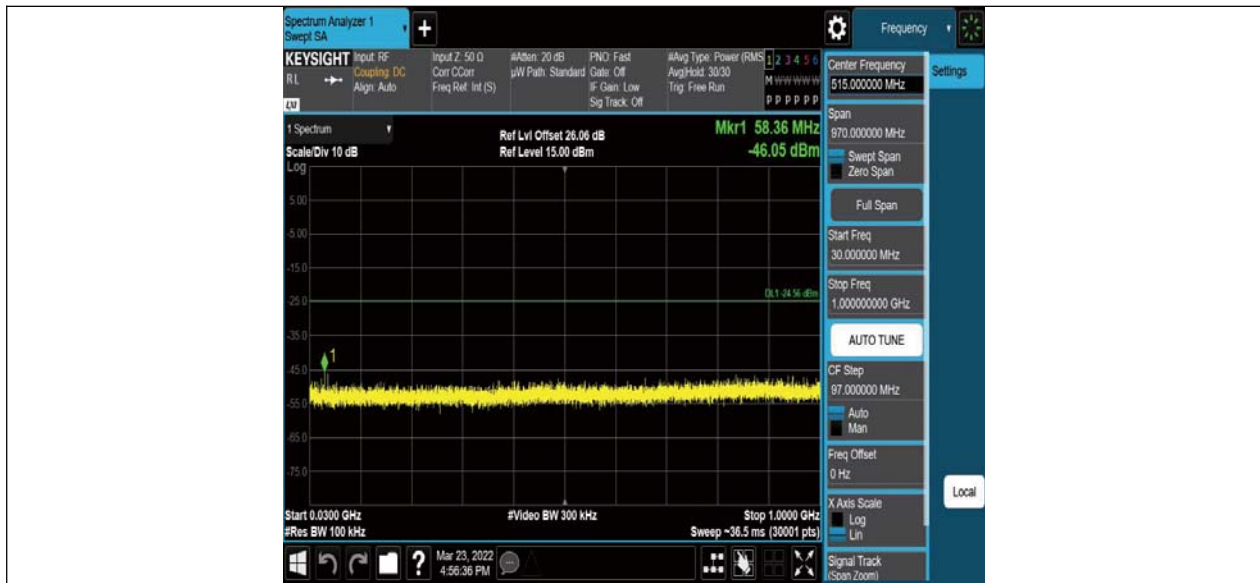 Spectrum Analyzer 1
Swept SA
+
Frequency
KEYSIGHT
RL
LXI
Input: RF
Coupling: DC
Align: Auto
Input Z: 50 Ω
Corr CCorr
Freq Ref: Int (S)
#Atten: 20 dB
µW Path: Standard
PNO: Fast
Gate: Off
IF Gain: Low
Sig Track: Off
#Avg Type: Power (RMS
Avg|Hold: 30/30
Trig: Free Run
1 2 3 4 5 6
M W W W W W
P P P P P P
1 Spectrum
Scale/Div 10 dB
Log
Ref Lvl Offset 26.06 dB
Ref Level 15.00 dBm
Mkr1 58.36 MHz
-46.05 dBm
5.00
-5.00
-15.0
-25.0
-35.0
-45.0
-55.0
-65.0
-75.0
DL1 -24.56 dBm
1
Start 0.0300 GHz
#Res BW 100 kHz
#Video BW 300 kHz
Stop 1.0000 GHz
Sweep ~36.5 ms (30001 pts)
?
Mar 23, 2022
4:56:36 PM
Center Frequency
515.000000 MHz
Settings
Span
970.000000 MHz
Swept Span
Zero Span
Full Span
Start Freq
30.000000 MHz
Stop Freq
1.000000000 GHz
AUTO TUNE
CF Step
97.000000 MHz
Auto
Man
Freq Offset
0 Hz
X Axis Scale
Log
Lin
Local
Signal Track
(Span Zoom)